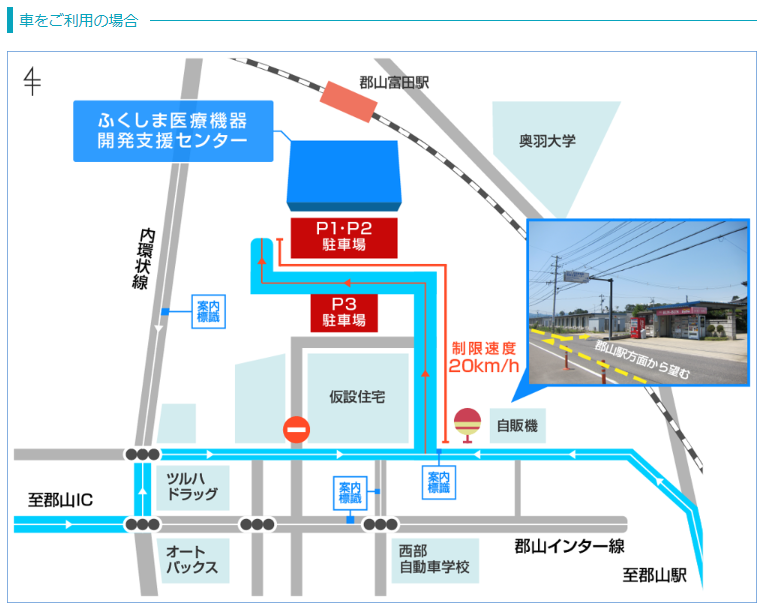 車をご利用の場合
郡山富田駅
ふくしま医療機器
開発支援センター
奥羽大学
P1・P2
駐車場
内環状線
P3
駐車場
案内
標識
制限速度
20km/h
郡山駅方面から望む
仮設住宅
自販機
ツルハ
ドラッグ
案内
標識
案内
標識
至郡山IC
オート
バックス
西部
自動車学校
郡山インター線
至郡山駅